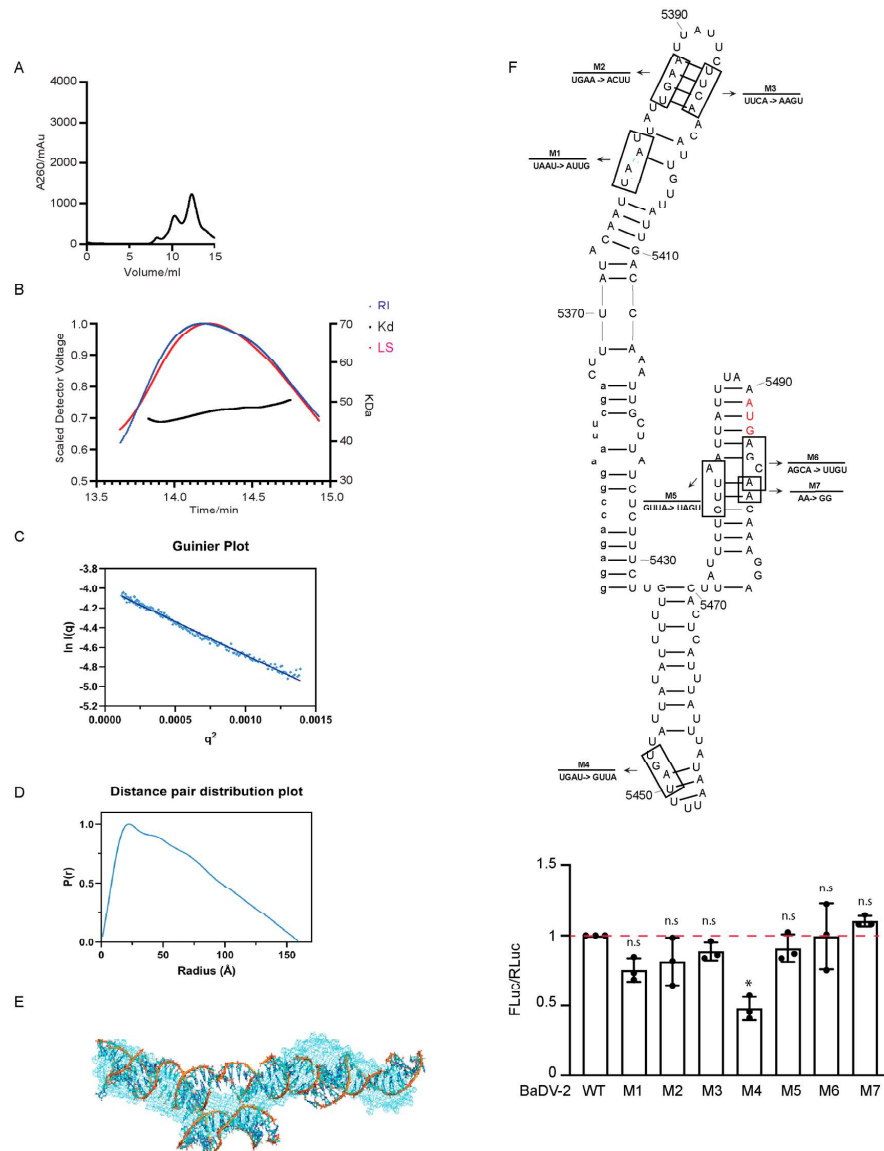 A
4000
3000
2000
1000
0
A260/mAu
0 5 10 15
Volume/ml
B
RI
Kd
LS
1.0
0.9
0.8
0.7
0.6
0.5
Scaled Detector Voltage
70
60
50
40
30
KDa
13.5 14.0 14.5 15.0
Time/min
C
Guinier Plot
-3.8
-4.0
-4.2
-4.4
-4.6
-4.8
-5.0
-5.2
ln I(q)
0.0000 0.0005 0.0010 0.0015
q²
D
Distance pair distribution plot
1.0
0.5
0.0
P(r)
0 50 100 150
Radius (Å)
E
F
5390
M2
UGAA -> ACUU
M3
UUCA -> AAGU
M1
UAAU-> AUUG
5410
5370
5490
M6
AGCA -> UUGU
M7
AA-> GG
M5
GUUA-> UAGU
5430
5470
M4
UGAU-> GUUA
5450
1.5
1
0.5
0
FLuc/RLuc
n.s n.s n.s * n.s n.s n.s
BaDV-2 WT M1 M2 M3 M4 M5 M6 M7